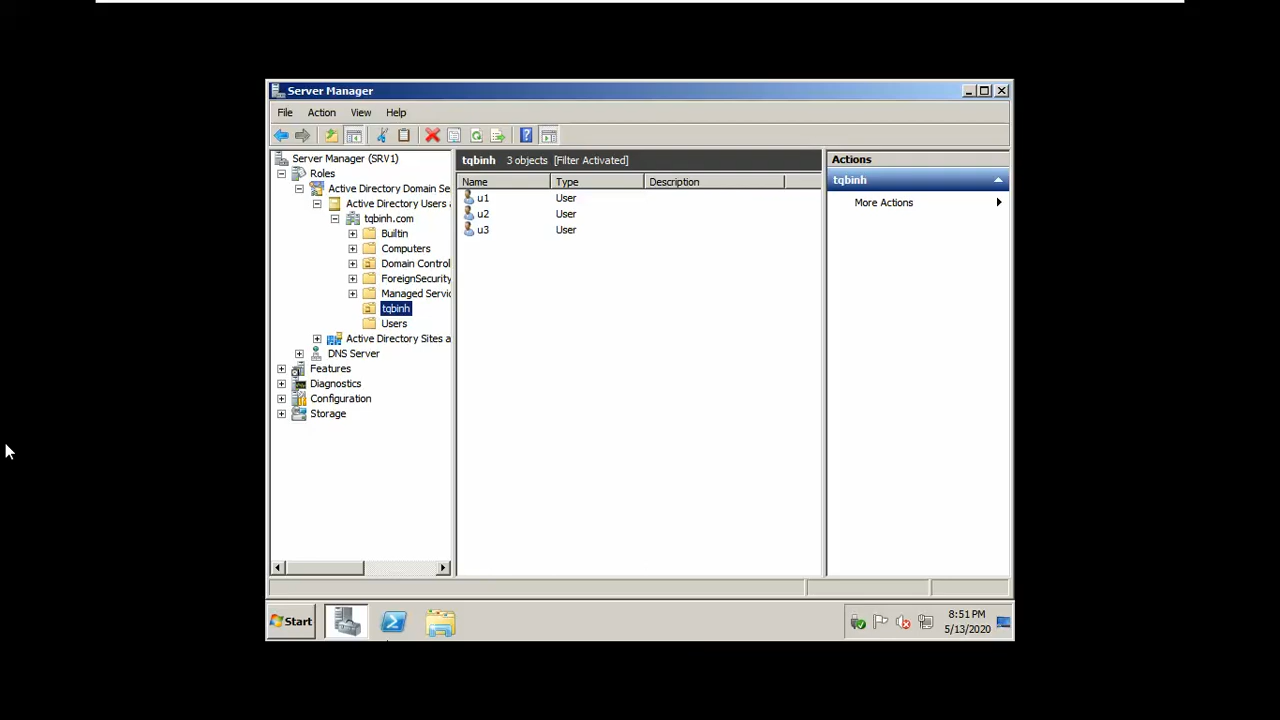 Server Manager
File Action View Help
Server Manager (SRV1)
Roles
Active Directory Domain Se
Active Directory Users a
tqbinh.com
Builtin
Computers
Domain Control
ForeignSecurity
Managed Servic
tqbinh
Users
Active Directory Sites a
DNS Server
Features
Diagnostics
Configuration
Storage
tqbinh 3 objects [Filter Activated]
Name Type Description
u1 User
u2 User
u3 User
Actions
tqbinh
More Actions
Start
8:51 PM
5/13/2020